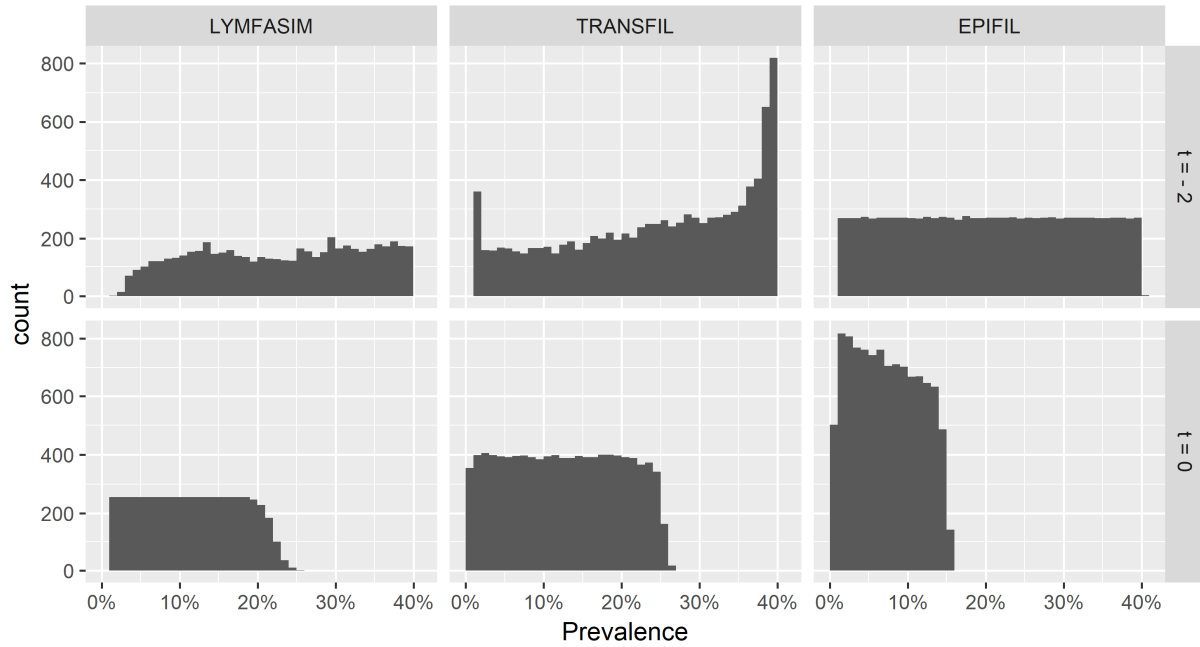 LYMFASIM TRANSFIL EPIFIL
800
600
400
200
0
t = - 2
800
600
400
200
0
t = 0
count
0% 10% 20% 30% 40% 0% 10% 20% 30% 40% 0% 10% 20% 30% 40%
Prevalence